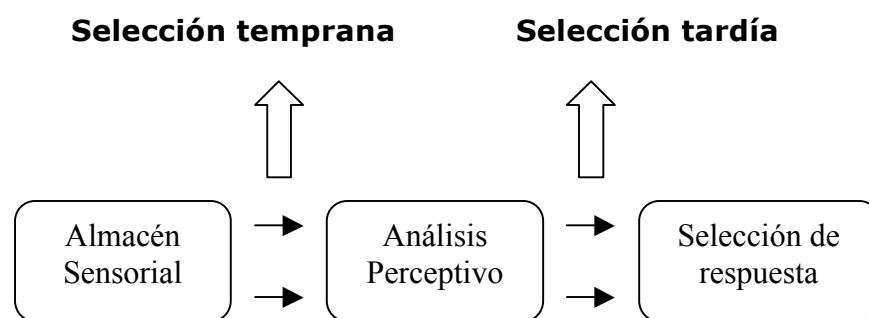 Selección temprana
Selección tardía
Almacén
Sensorial
Análisis
Perceptivo
Selección de
respuesta